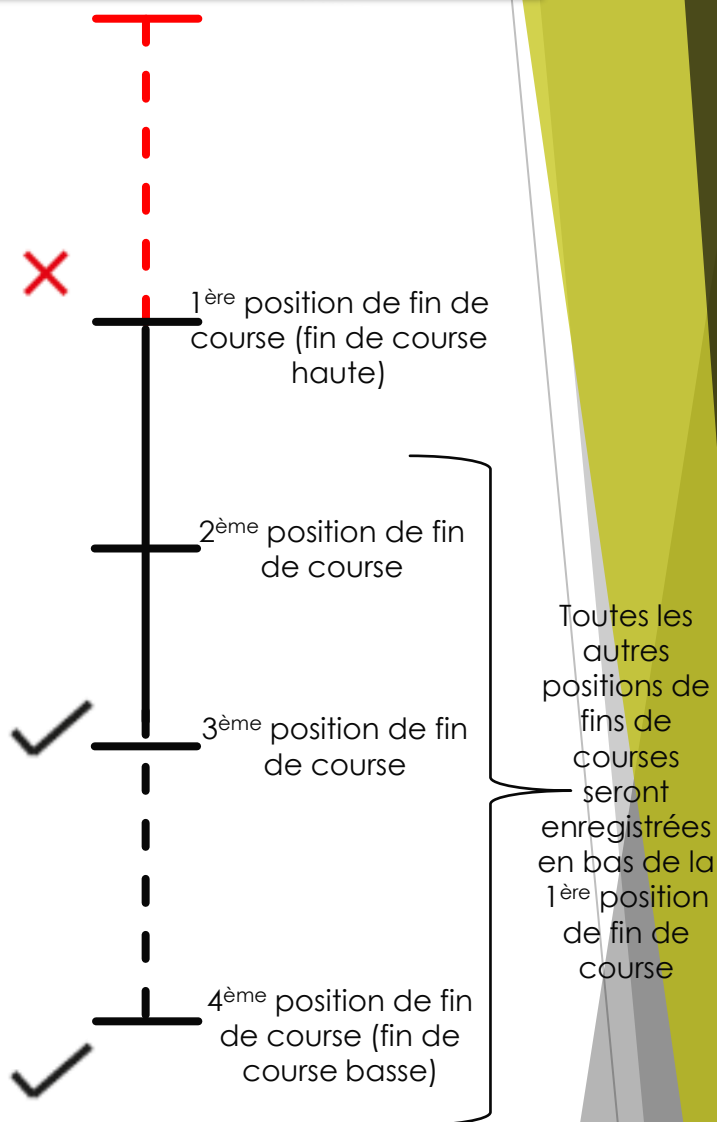 1ère position de fin de
course (fin de course
haute)
2ème position de fin
de course
3ème position de fin
de course
4ème position de fin
de course (fin de
course basse)
Toutes les
autres
positions de
fins de
courses
seront
enregistrées
en bas de la
1ère position
de fin de
course